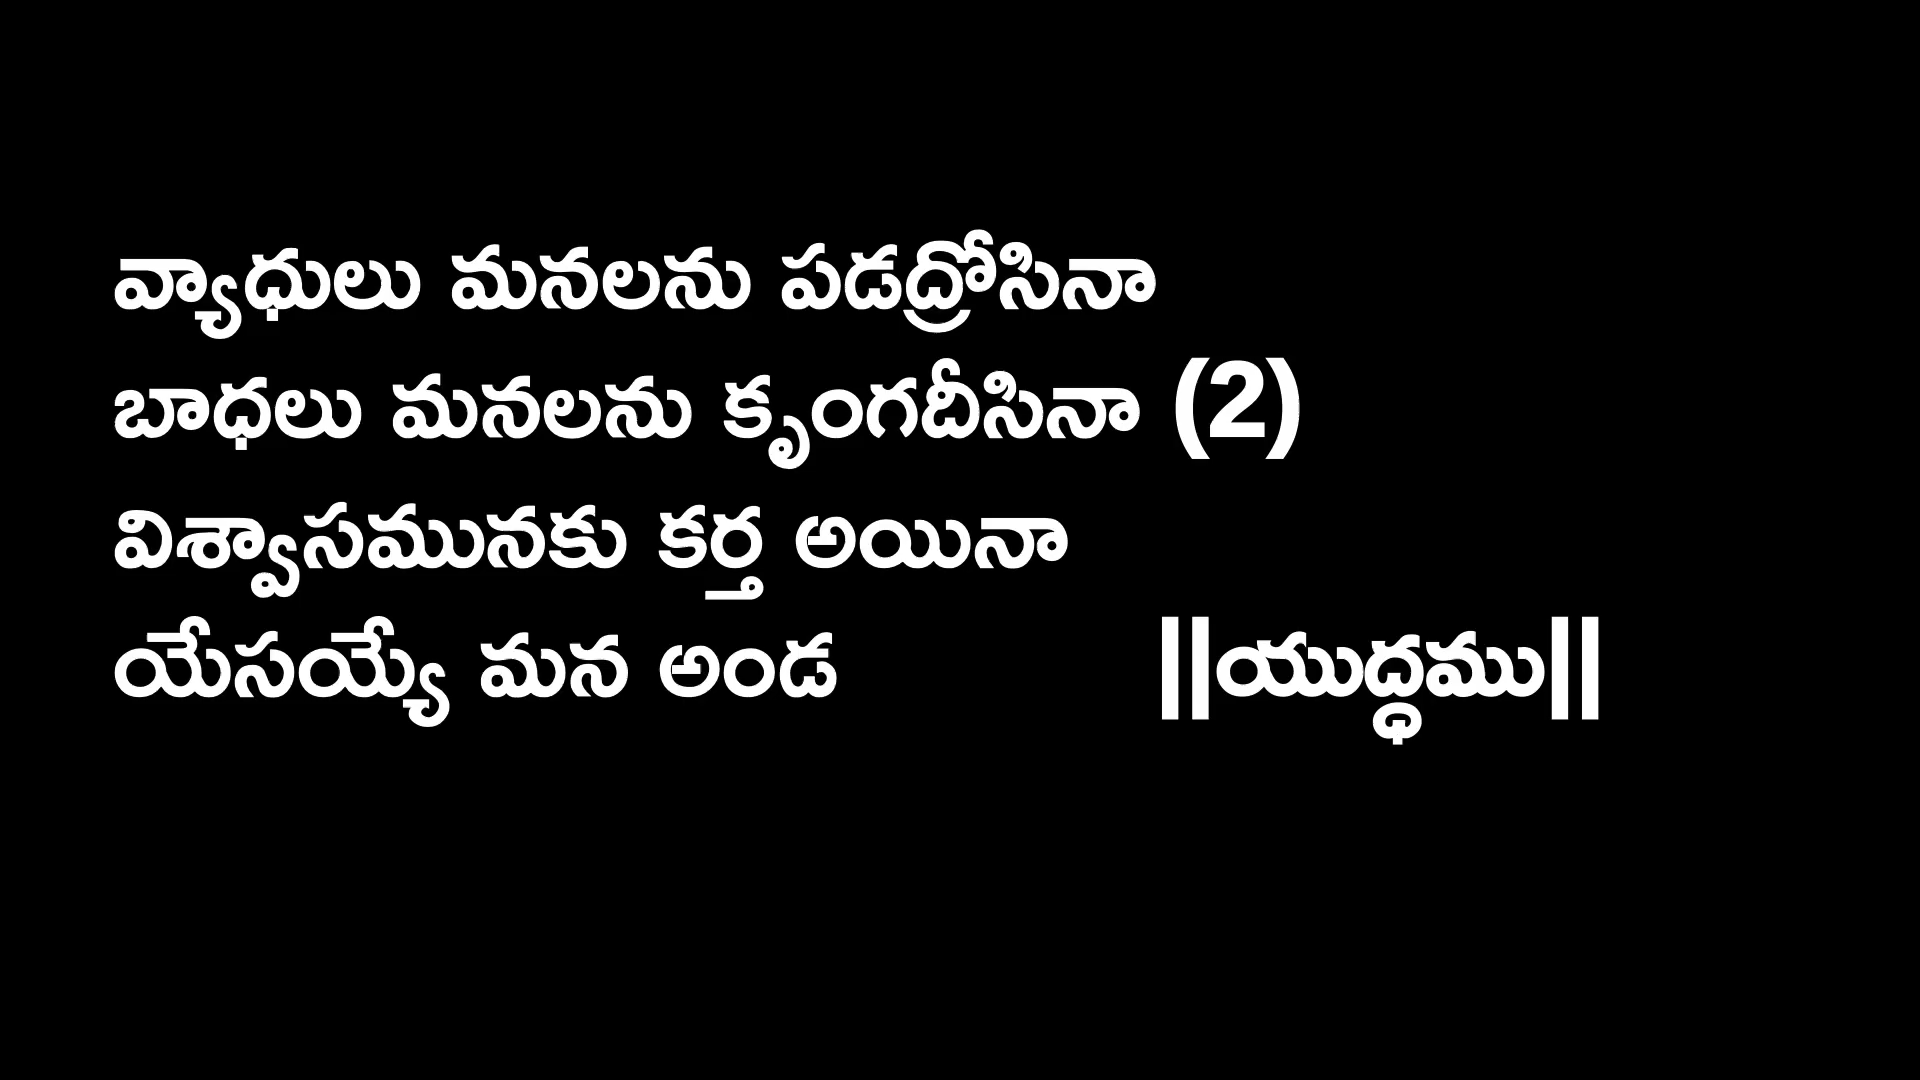 వ్యాధులు మనలను పడద్రోసినా
బాధలు మనలను కృంగదీసినా (2)
విశ్వాసమునకు కర్త అయినా
యేసయ్యే మన అండ ||యుద్ధము||